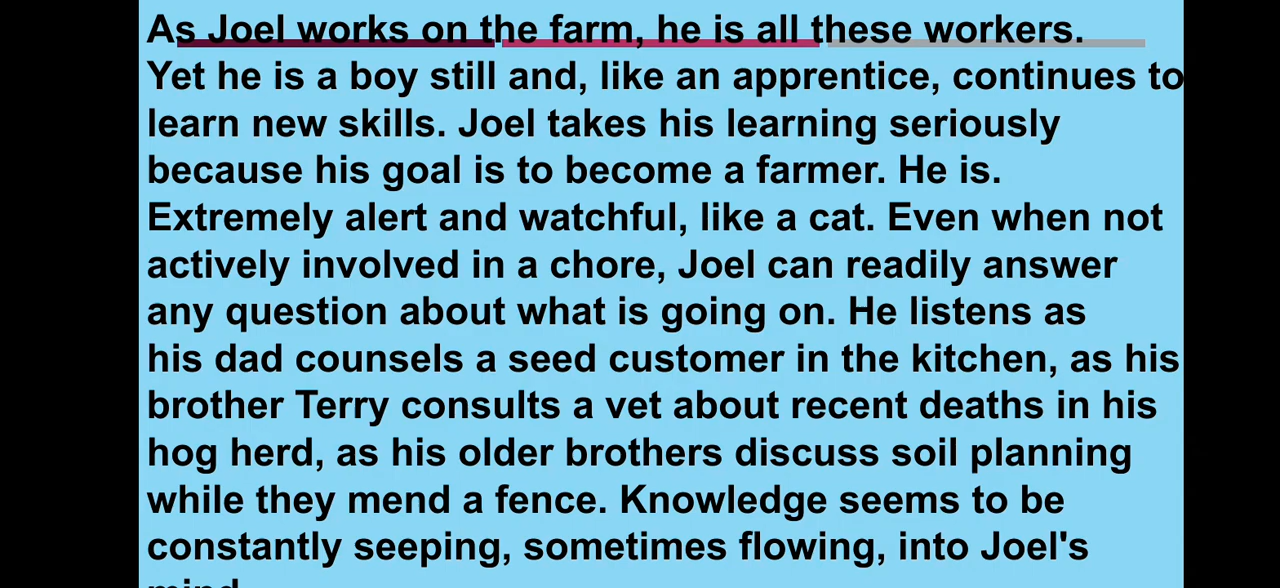 As Joel works on the farm, he is all these workers.
Yet he is a boy still and, like an apprentice, continues to
learn new skills. Joel takes his learning seriously
because his goal is to become a farmer. He is.
Extremely alert and watchful, like a cat. Even when not
actively involved in a chore, Joel can readily answer
any question about what is going on. He listens as
his dad counsels a seed customer in the kitchen, as his
brother Terry consults a vet about recent deaths in his
hog herd, as his older brothers discuss soil planning
while they mend a fence. Knowledge seems to be
constantly seeping, sometimes flowing, into Joel's
mind.